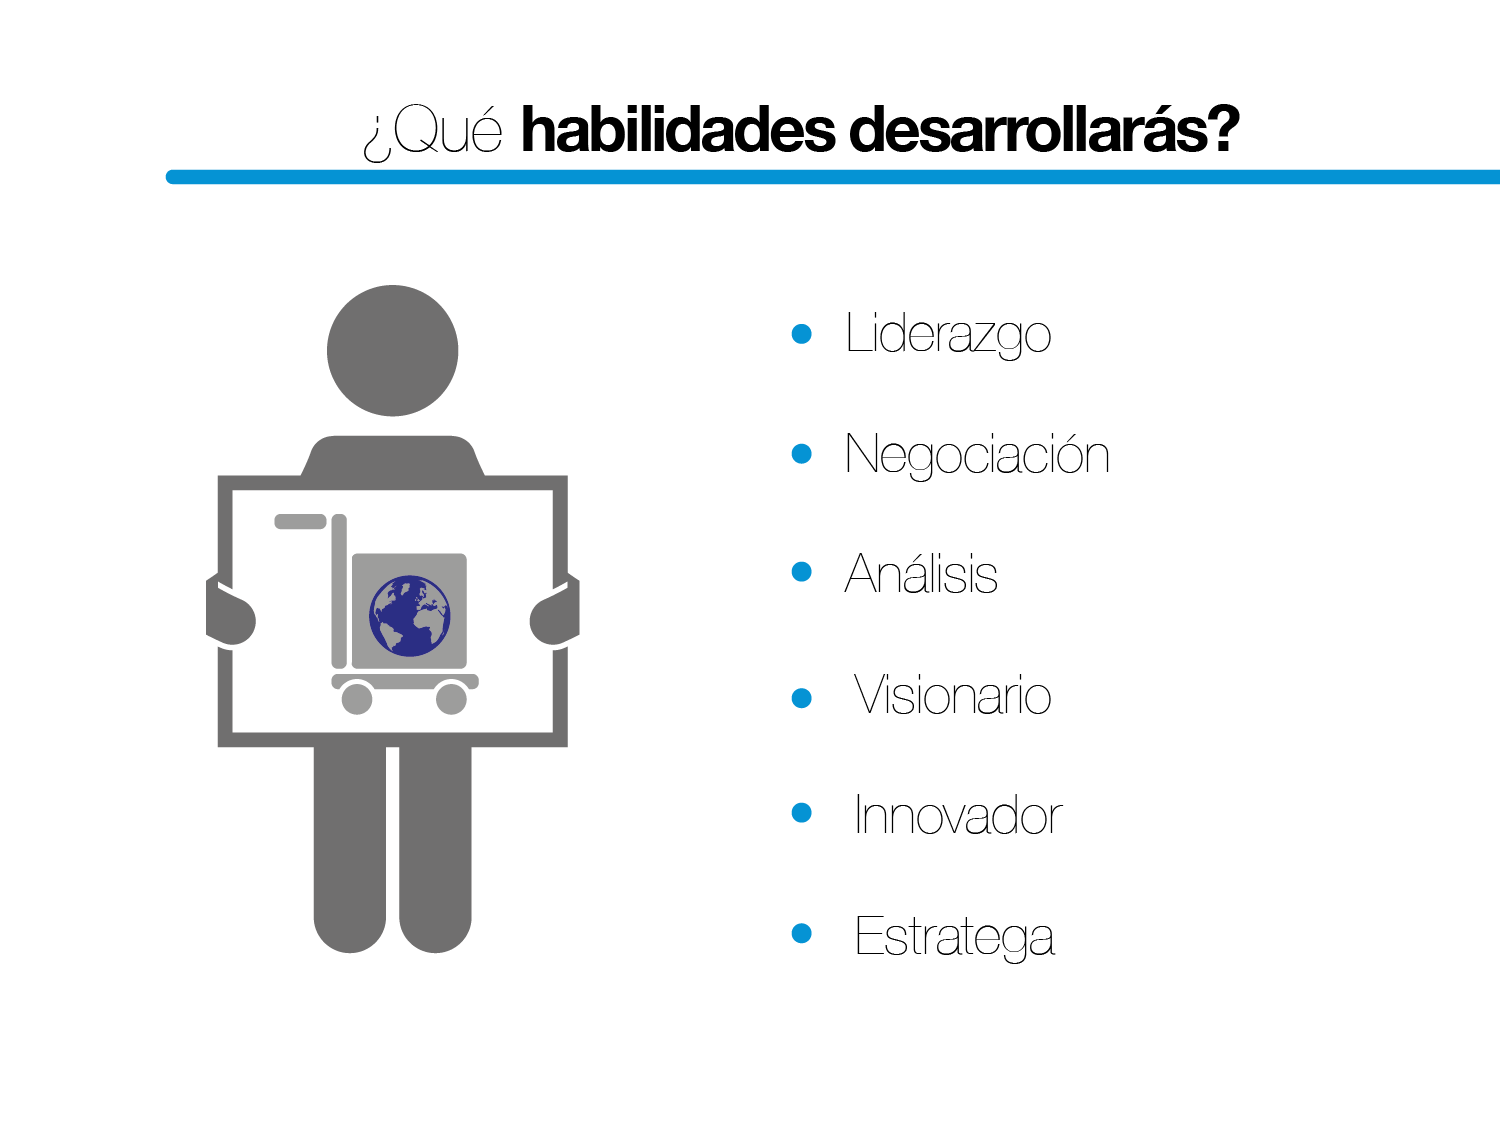 ¿Qué habilidades desarrollarás?
Liderazgo
Negociación
Análisis
Visionario
Innovador
Estratega